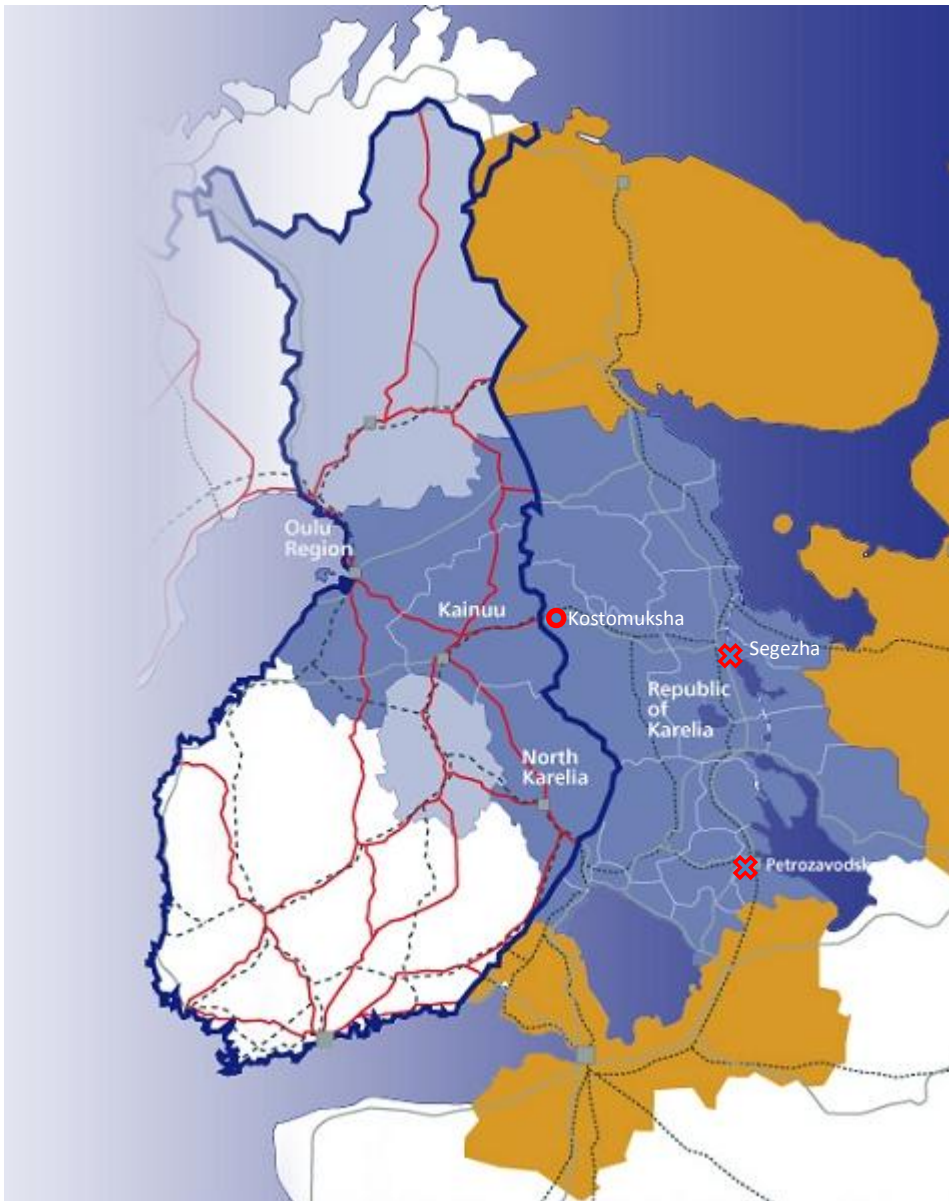 Oulu
Region
Kainuu
Kostomuksha
Segezha
Republic
of
Karelia
North
Karelia
Petrozavodsk